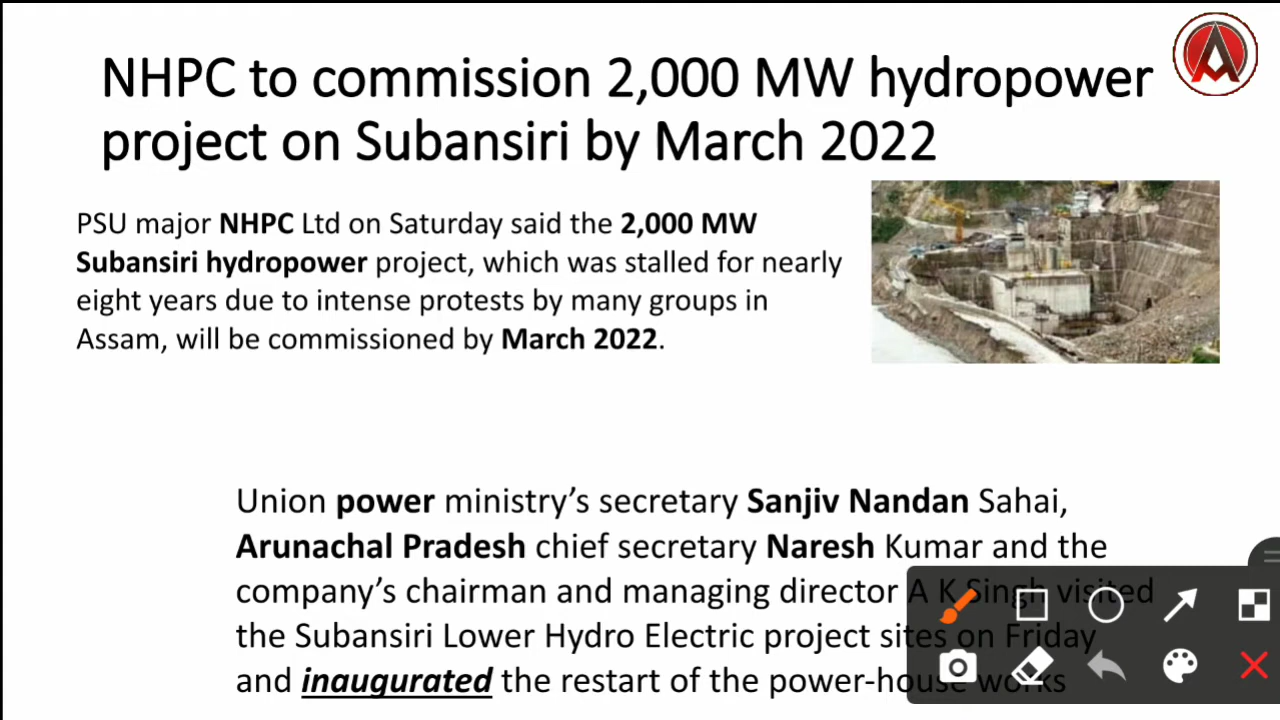 NHPC to commission 2,000 MW hydropower
project on Subansiri by March 2022
PSU major NHPC Ltd on Saturday said the 2,000 MW
Subansiri hydropower project, which was stalled for nearly
eight years due to intense protests by many groups in
Assam, will be commissioned by March 2022.
Union power ministry’s secretary Sanjiv Nandan Sahai,
Arunachal Pradesh chief secretary Naresh Kumar and the
company’s chairman and managing director A K Singh visited
the Subansiri Lower Hydro Electric project sites on Friday
and inaugurated the restart of the power-house works